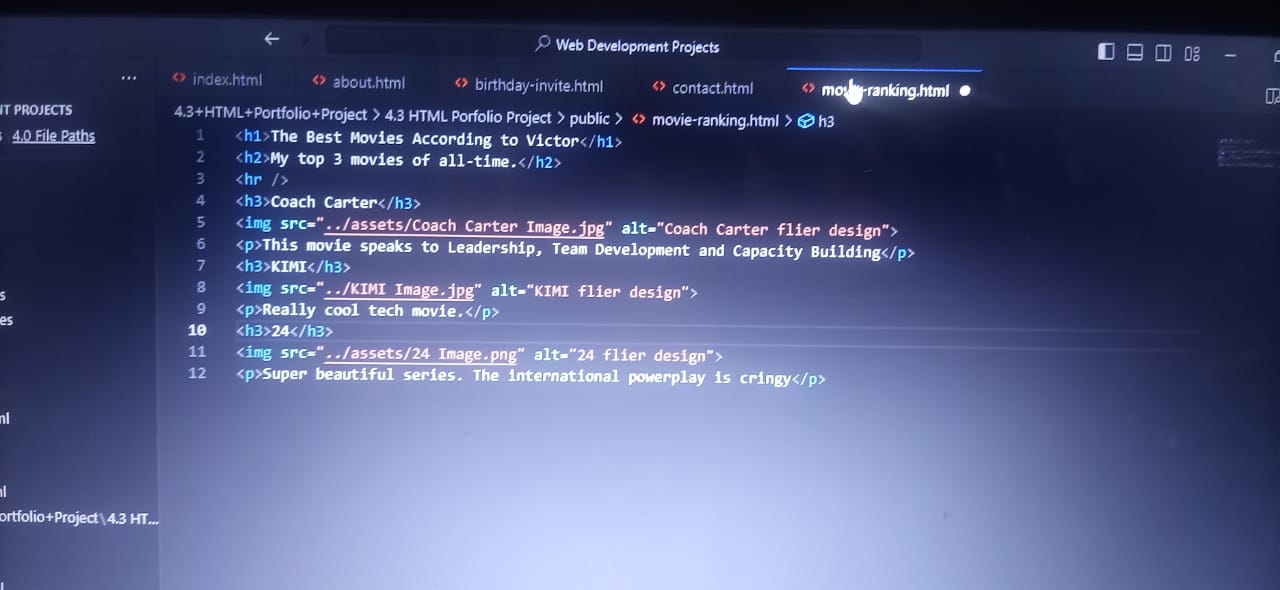 Web Development Projects
index.html
about.html
birthday-invite.html
contact.html
-ranking.html
T PROJECTS
4.0 File Paths
4.3+HTML+Portfolio+Project > 4.3 HTML Porfolio Project > public > movie-ranking.html > h3
1 <h1>The Best Movies According to Victor</h1>
2 <h2>My top 3 movies of all-time.</h2>
3 <hr />
4 <h3>Coach Carter</h3>
5 <img src="../assets/Coach Carter Image.jpg" alt="Coach Carter flier design">
6 <p>This movie speaks to Leadership, Team Development and Capacity Building</p>
7 <h3>KIMI</h3>
8 <img src="../KIMI Image.jpg" alt="KIMI flier design">
9 <p>Really cool tech movie.</p>
10 <h3>24</h3>
11 <img src="../assets/24 Image.png" alt="24 flier design">
12 <p>Super beautiful series. The international powerplay is cringy</p>
s
es
ml
ortfolio+Project\4.3 HT...